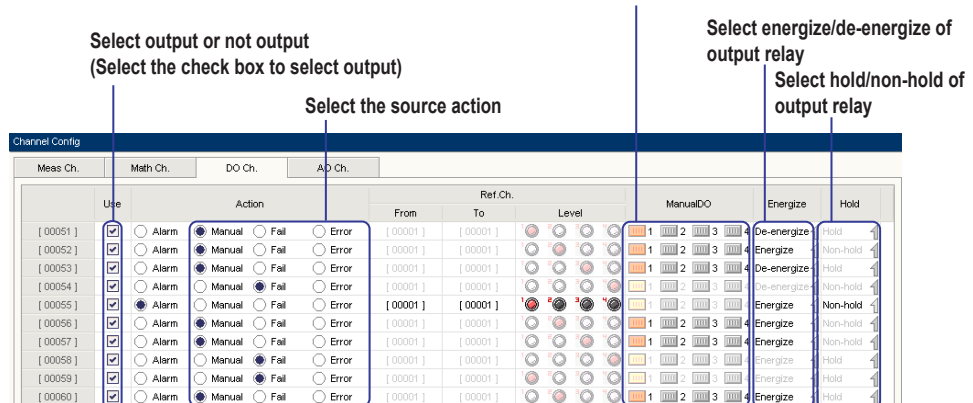 Select energize/de-energize of
output relay
Select output or not output
(Select the check box to select output)
Select hold/non-hold of
output relay
Select the source action
Channel Config
Meas Ch. Math Ch. DO Ch. AO Ch.
Use Action Ref.Ch. ManualDO Energize Hold
From To Level
[ 00051 ] Alarm Manual Fail Error [ 00001 ] [ 00001 ] 1 2 3 4 De-energize Hold
[ 00052 ] Alarm Manual Fail Error [ 00001 ] [ 00001 ] 1 2 3 4 Energize Non-hold
[ 00053 ] Alarm Manual Fail Error [ 00001 ] [ 00001 ] 1 2 3 4 De-energize Hold
[ 00054 ] Alarm Manual Fail Error [ 00001 ] [ 00001 ] 1 2 3 4 De-energize Hold
[ 00055 ] Alarm Manual Fail Error [ 00001 ] [ 00001 ] 1 2 3 4 1 2 3 4 Energize Non-hold
[ 00056 ] Alarm Manual Fail Error [ 00001 ] [ 00001 ] 1 2 3 4 Energize Non-hold
[ 00057 ] Alarm Manual Fail Error [ 00001 ] [ 00001 ] 1 2 3 4 Energize Non-hold
[ 00058 ] Alarm Manual Fail Error [ 00001 ] [ 00001 ] 1 2 3 4 Energize Hold
[ 00059 ] Alarm Manual Fail Error [ 00001 ] [ 00001 ] 1 2 3 4 Energize Hold
[ 00060 ] Alarm Manual Fail Error [ 00001 ] [ 00001 ] 1 2 3 4 Energize Hold